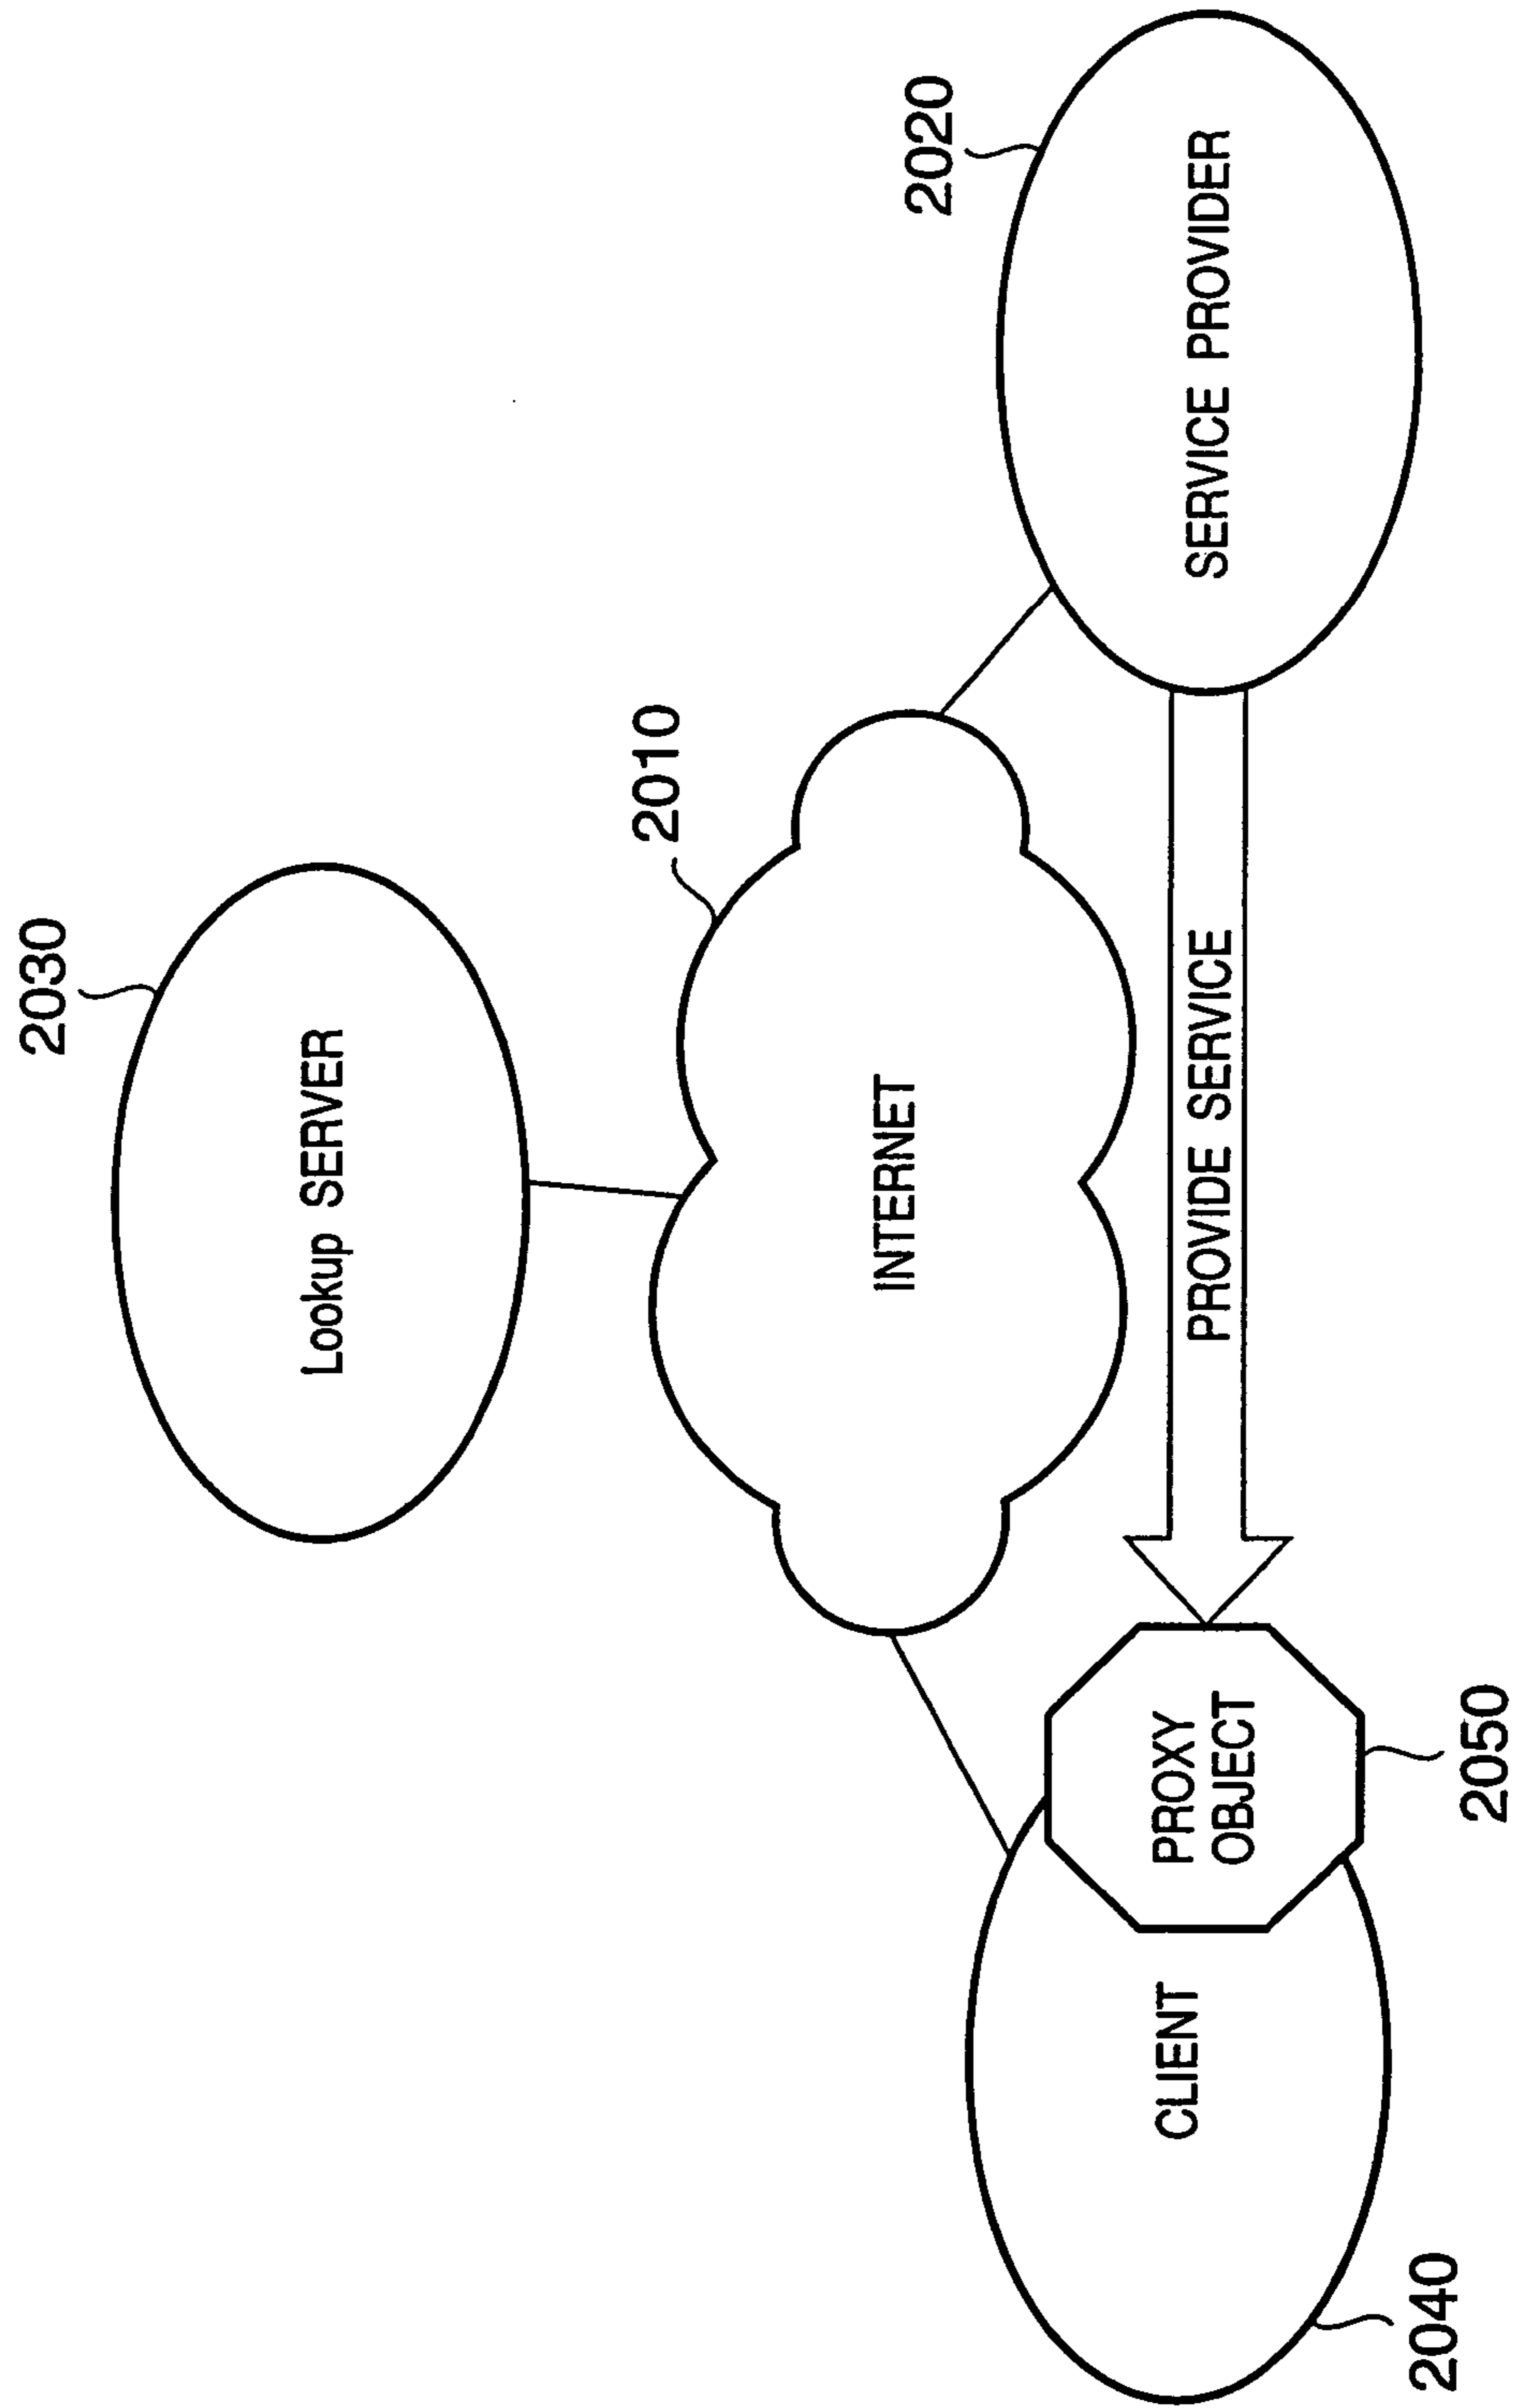 2030
Lookup SERVER
2010
INTERNET
2020
SERVICE PROVIDER
PROVIDE SERVICE
PROXY
OBJECT
2050
CLIENT
2040